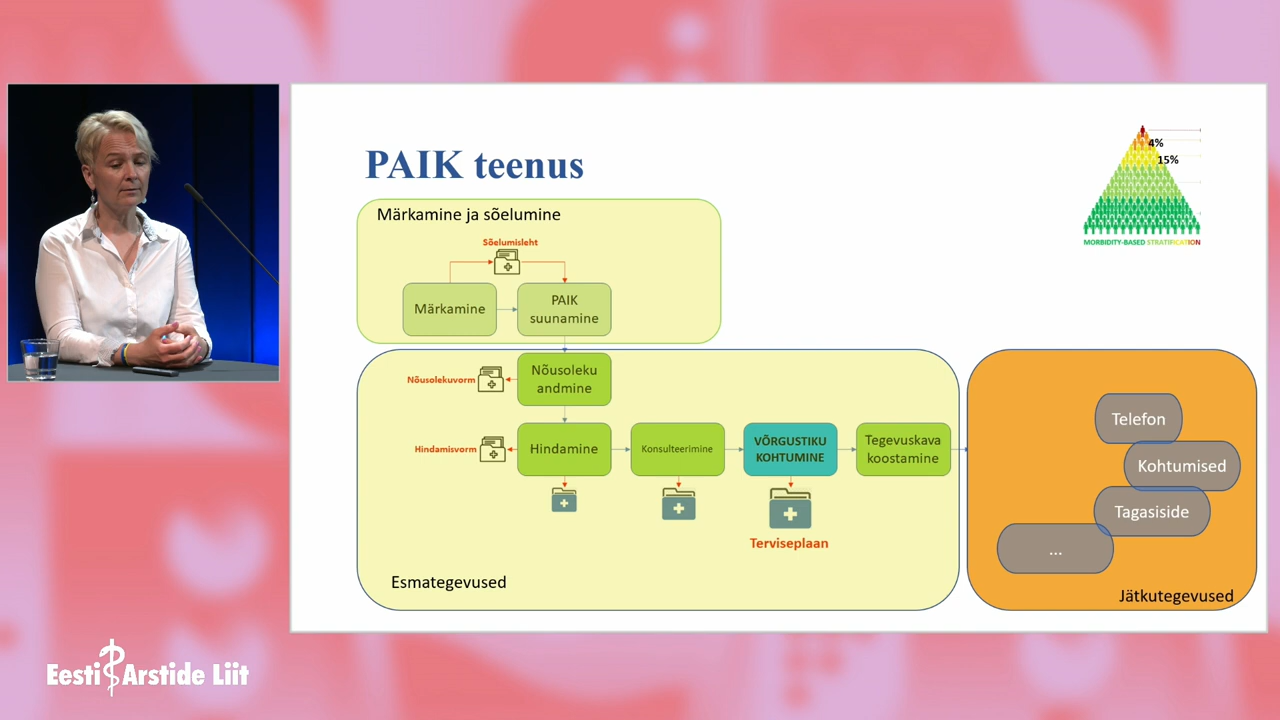 PAIK teenus
4%
15%
MORBIDITY-BASED STRATIFICATION
Märkamine ja sõelumine
Sõelumisleht
Märkamine
PAIK
suunamine
Nõusolekuvorm
Nõusoleku
andmine
Hindamisvorm
Hindamine
Konsulteerimine
VÕRGUSTIKU
KOHTUMINE
Tegevuskava
koostamine
Terviseplaan
Esmategevused
Telefon
Kohtumised
Tagasiside
...
Jätkutegevused
Eesti Arstide Liit